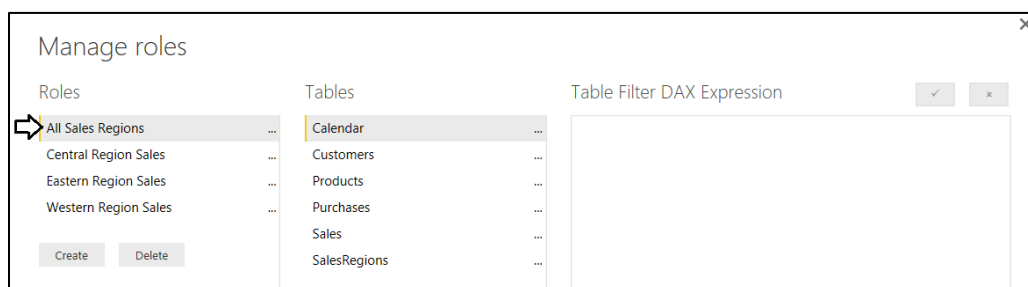 Manage roles
Roles
Tables
Table Filter DAX Expression
All Sales Regions ...
Calendar ...
Central Region Sales ...
Customers ...
Eastern Region Sales ...
Products ...
Western Region Sales ...
Purchases ...
Sales ...
Create
Delete
SalesRegions ...